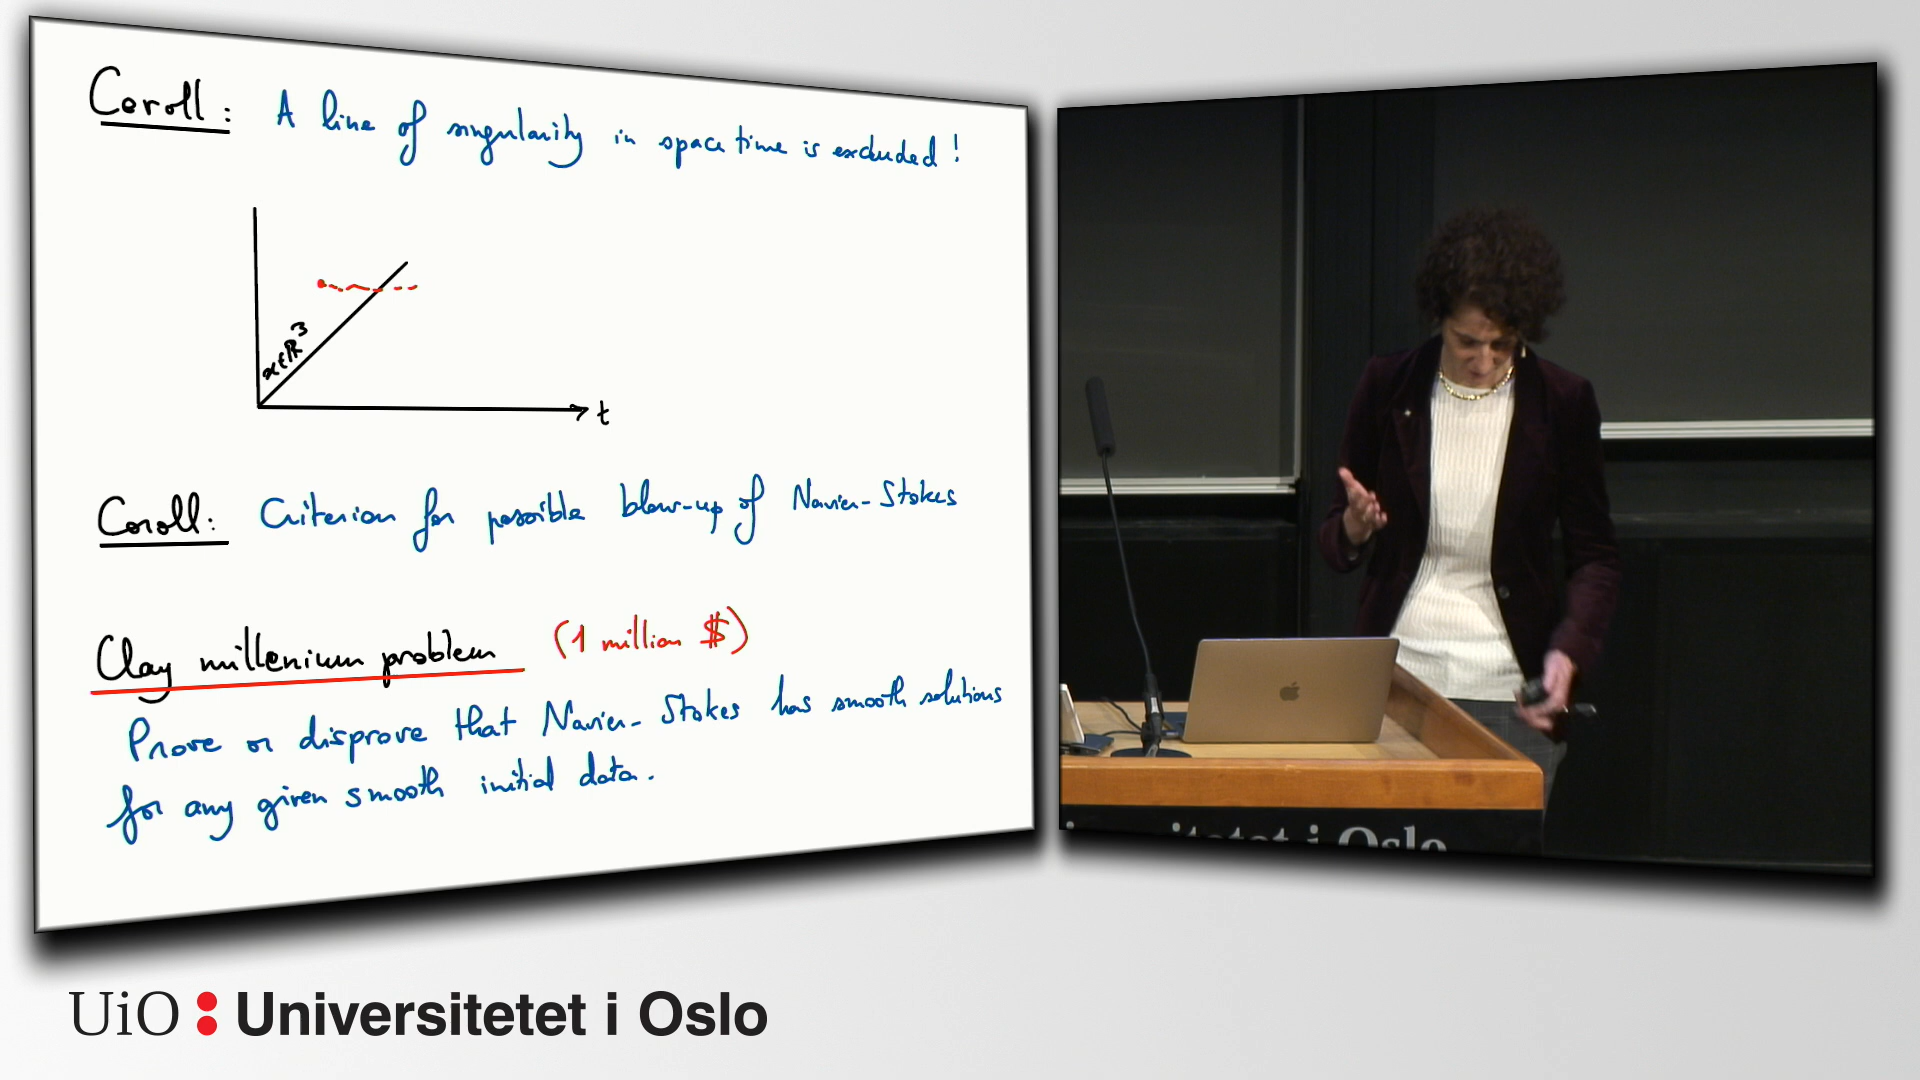 Coroll: A line of singularity in space time is excluded!
x∈ℝ³
t
Coroll: Criterion for possible blow-up of Navier-Stokes
Clay millenium problem (1 million $)
Prove or disprove that Navier-Stokes has smooth solutions
for any given smooth initial data.
itetet i Oslo
UiO : Universitetet i Oslo